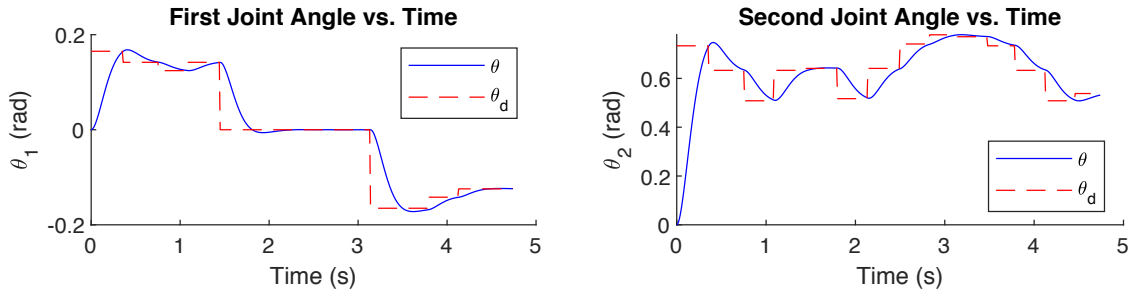 First Joint Angle vs. Time
0.2
0
-0.2
θ1 (rad)
θ
θd
0 1 2 3 4 5
Time (s)
Second Joint Angle vs. Time
0.6
0.4
0.2
0
θ2 (rad)
θ
θd
0 1 2 3 4 5
Time (s)